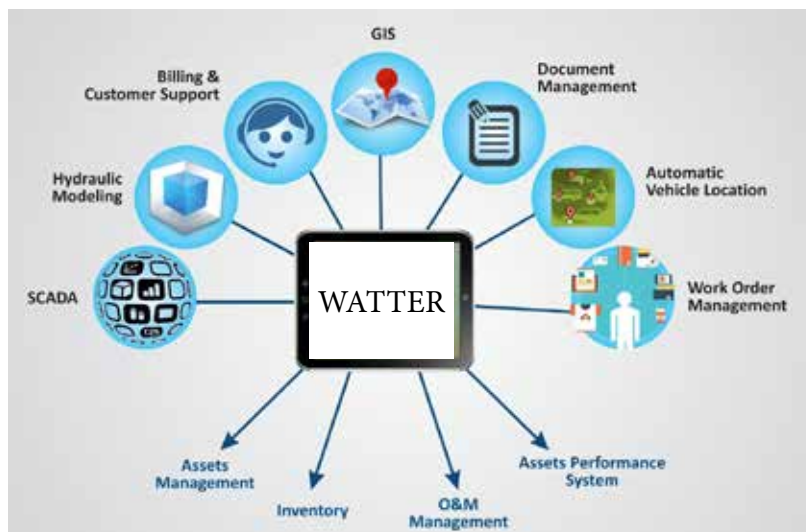 GIS
Billing &
Customer Support
Document
Management
Hydraulic
Modeling
Automatic
Vehicle Location
SCADA
WATTER
Work Order
Management
Assets
Management
Inventory
O&M
Management
Assets Performance
System